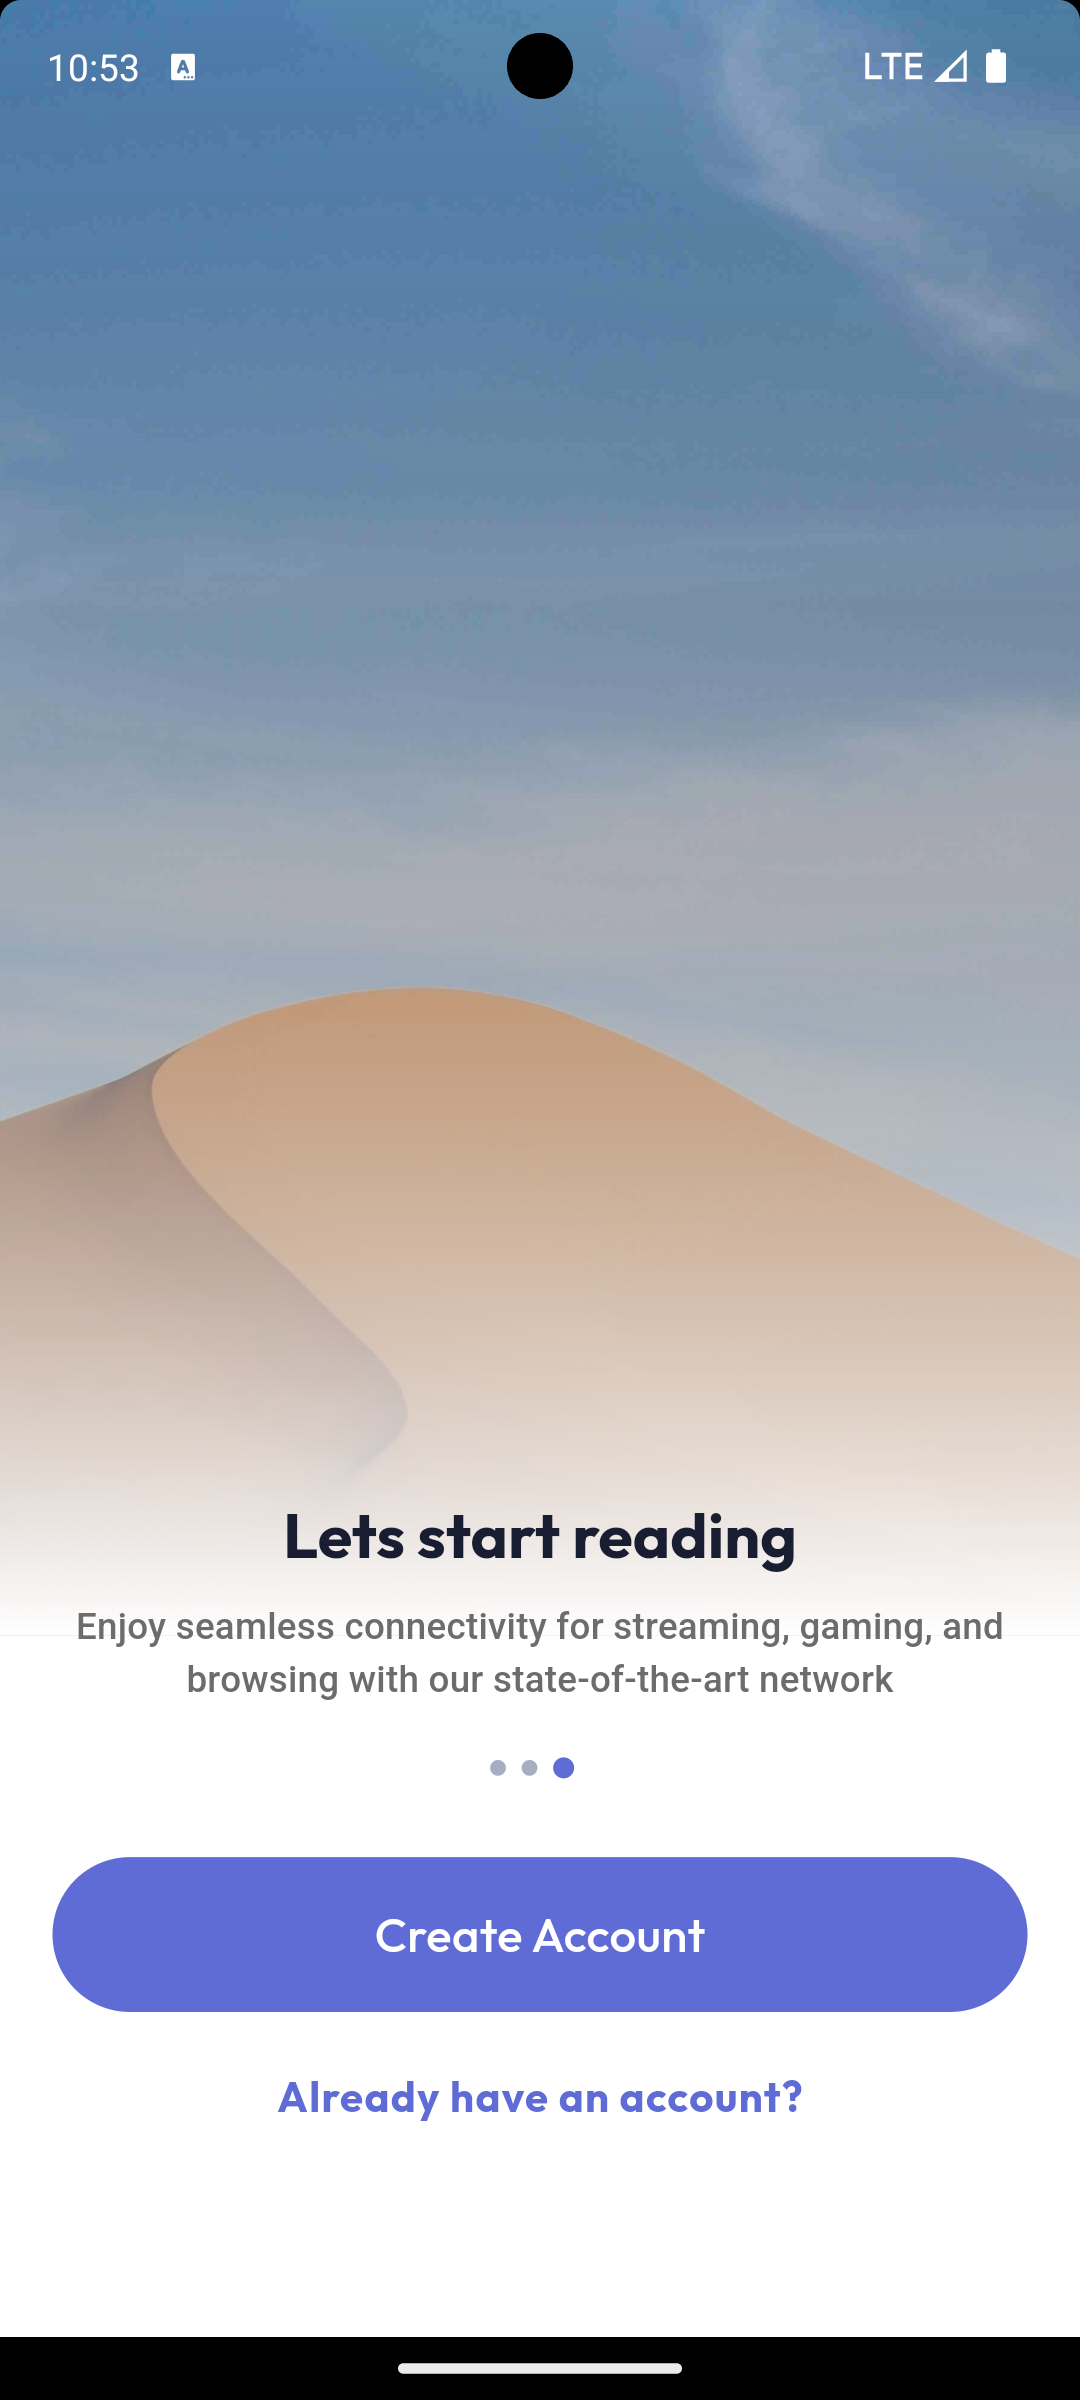 10:53
A
LTE
Lets start reading
Enjoy seamless connectivity for streaming, gaming, and
browsing with our state-of-the-art network
Create Account
Already have an account?